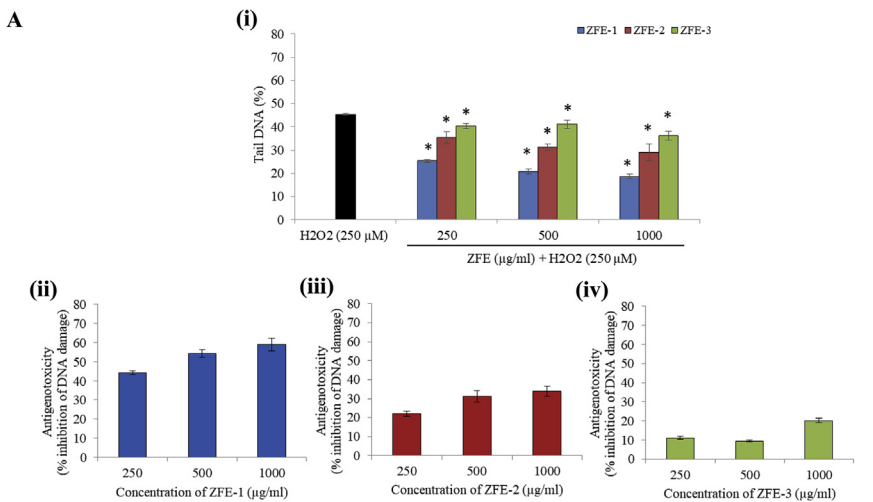 A
(i)
ZFE-1 ZFE-2 ZFE-3
Tail DNA (%)
80
70
60
50
40
30
20
10
0
* * * * * * * * *
H2O2 (250 µM) 250 500 1000
ZFE (µg/ml) + H2O2 (250 µM)
(ii)
Antigenotoxicity
(% inhibition of DNA damage)
80
70
60
50
40
30
20
10
0
250 500 1000
Concentration of ZFE-1 (µg/ml)
(iii)
Antigenotoxicity
(% inhibition of DNA damage)
80
70
60
50
40
30
20
10
0
250 500 1000
Concentration of ZFE-2 (µg/ml)
(iv)
Antigenotoxicity
(% inhibition of DNA damage)
80
70
60
50
40
30
20
10
0
250 500 1000
Concentration of ZFE-3 (µg/ml)